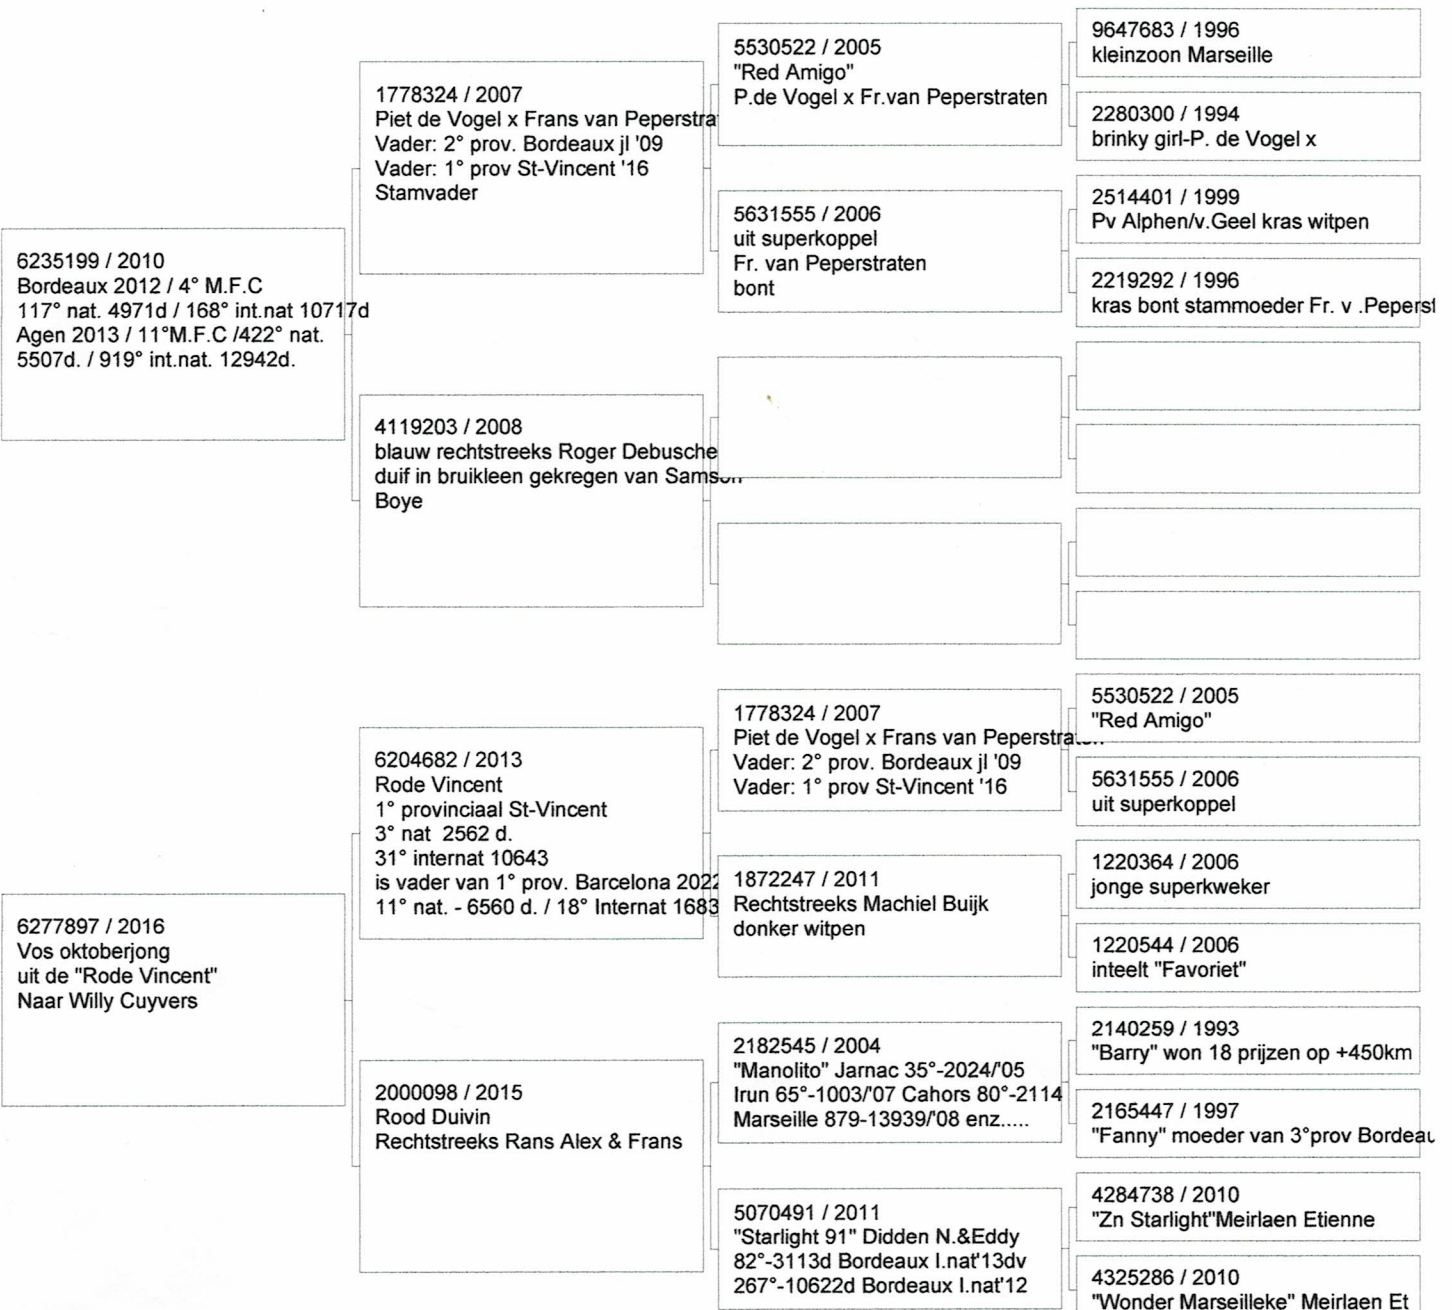 6235199 / 2010
Bordeaux 2012 / 4° M.F.C
117° nat. 4971d / 168° int.nat 10717d
Agen 2013 / 11°M.F.C /422° nat.
5507d. / 919° int.nat. 12942d.
1778324 / 2007
Piet de Vogel x Frans van Peperstra
Vader: 2° prov. Bordeaux jl '09
Vader: 1° prov St-Vincent '16
Stamvader
5530522 / 2005
"Red Amigo"
P.de Vogel x Fr.van Peperstraten
9647683 / 1996
kleinzoon Marseille
2280300 / 1994
brinky girl-P. de Vogel x
5631555 / 2006
uit superkoppel
Fr. van Peperstraten
bont
2514401 / 1999
Pv Alphen/v.Geel kras witpen
2219292 / 1996
kras bont stammoeder Fr. v .Peperst
4119203 / 2008
blauw rechtstreeks Roger Debusche
duif in bruikleen gekregen van Samson
Boye
6277897 / 2016
Vos oktoberjong
uit de "Rode Vincent"
Naar Willy Cuyvers
6204682 / 2013
Rode Vincent
1° provinciaal St-Vincent
3° nat 2562 d.
31° internat 10643
is vader van 1° prov. Barcelona 2022
11° nat. - 6560 d. / 18° Internat 1683
1778324 / 2007
Piet de Vogel x Frans van Peperstraten
Vader: 2° prov. Bordeaux jl '09
Vader: 1° prov St-Vincent '16
5530522 / 2005
"Red Amigo"
5631555 / 2006
uit superkoppel
1872247 / 2011
Rechtstreeks Machiel Buijk
donker witpen
1220364 / 2006
jonge superkweker
1220544 / 2006
inteelt "Favoriet"
2000098 / 2015
Rood Duivin
Rechtstreeks Rans Alex & Frans
2182545 / 2004
"Manolito" Jarnac 35°-2024/'05
Irun 65°-1003/'07 Cahors 80°-2114
Marseille 879-13939/'08 enz.....
2140259 / 1993
"Barry" won 18 prijzen op +450km
2165447 / 1997
"Fanny" moeder van 3°prov Bordeau
5070491 / 2011
"Starlight 91" Didden N.&Eddy
82°-3113d Bordeaux I.nat'13dv
267°-10622d Bordeaux I.nat'12
4284738 / 2010
"Zn Starlight"Meirlaen Etienne
4325286 / 2010
"Wonder Marseilleke" Meirlaen Et